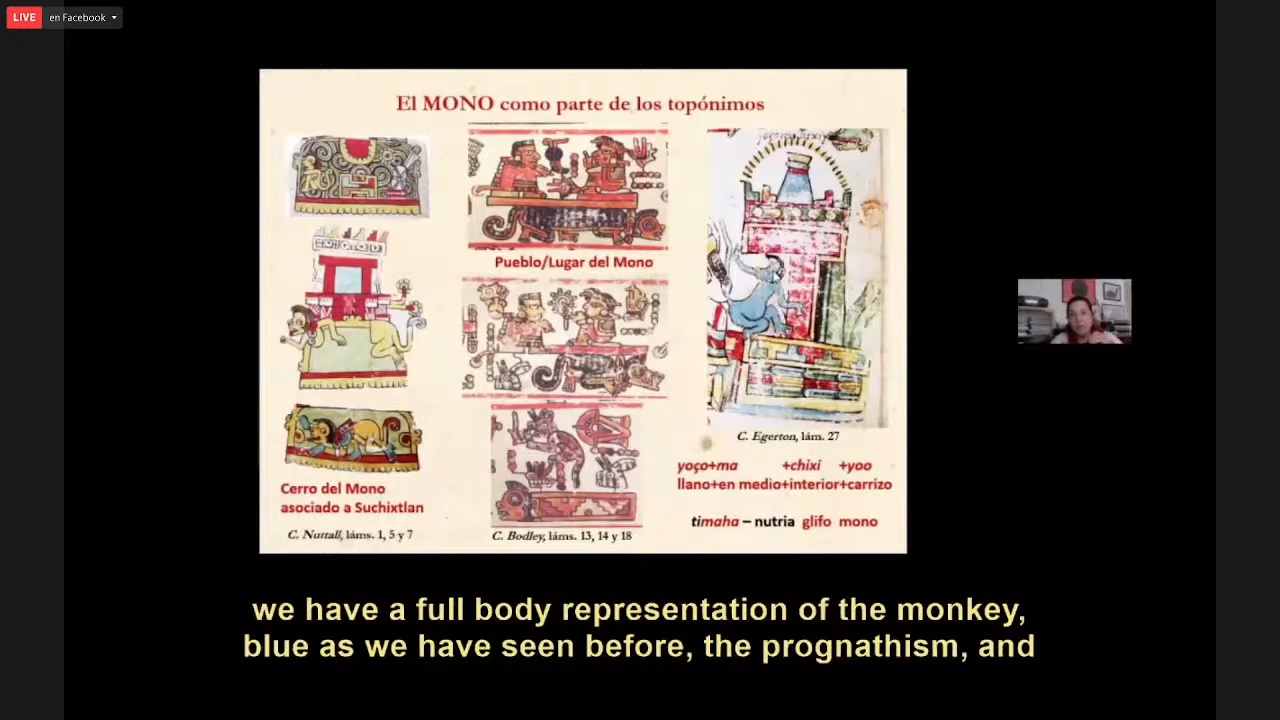 LIVE en Facebook
El MONO como parte de los topónimos
Cerro del Mono
asociado a Suchixtlan
C. Nuttall, láms. 1, 5 y 7
Pueblo/Lugar del Mono
C. Bodley, láms. 13, 14 y 18
C. Egerton, lám. 27
yoço+ma +chixi +yoo
llano+en medio+interior+carrizo
timaha – nutria glifo mono
we have a full body representation of the monkey,
blue as we have seen before, the prognathism, and